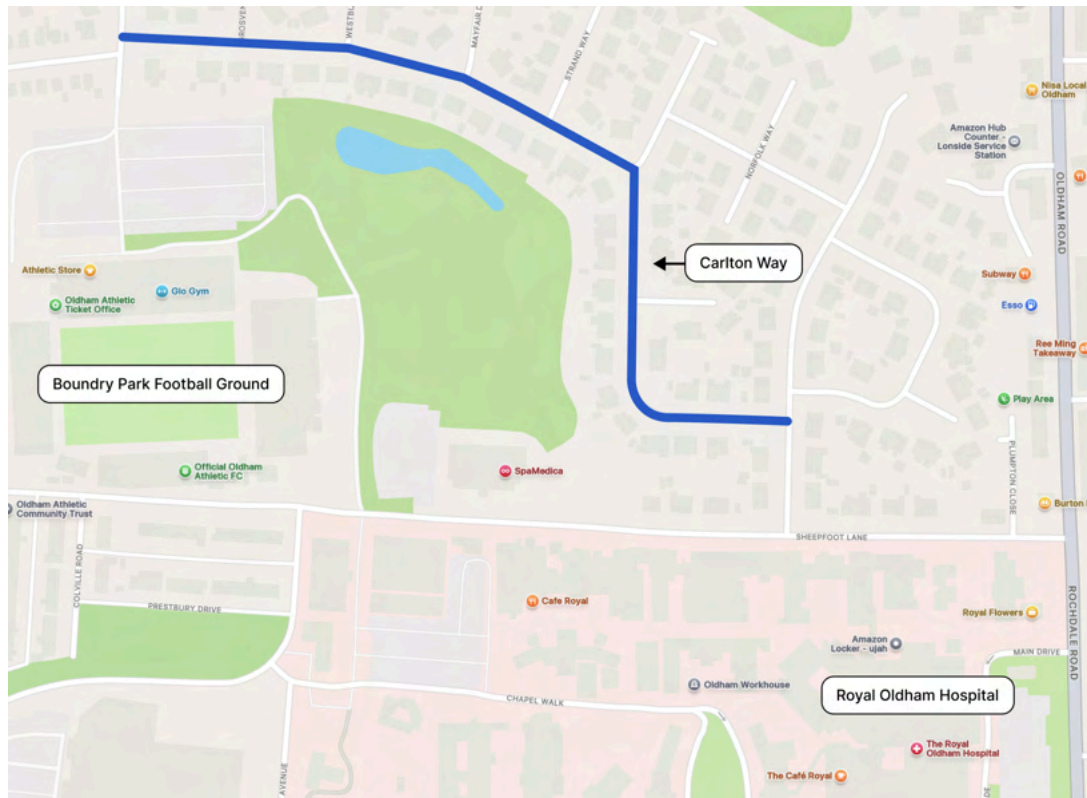 GROSVEN
WESTBU
MAYFAIR D
STRAND WAY
NORFOLK WAY
Nisa Local
Oldham
Amazon Hub
Counter -
Lonside Service
Station
OLDHAM ROAD
Carlton Way
Athletic Store
Glo Gym
Oldham Athletic
Ticket Office
Subway
Esso
Ree Ming
Takeaway
Boundry Park Football Ground
Play Area
PLUMPTON CLOSE
Official Oldham
Athletic FC
SpaMedica
Burton
Oldham Athletic
Community Trust
SHEEPFOOT LANE
COLVILLE ROAD
PRESTBURY DRIVE
Cafe Royal
Royal Flowers
ROCHDALE ROAD
Amazon
Locker - ujah
MAIN DRIVE
Oldham Workhouse
Royal Oldham Hospital
CHAPEL WALK
The Royal
Oldham Hospital
The Café Royal
AVENUE